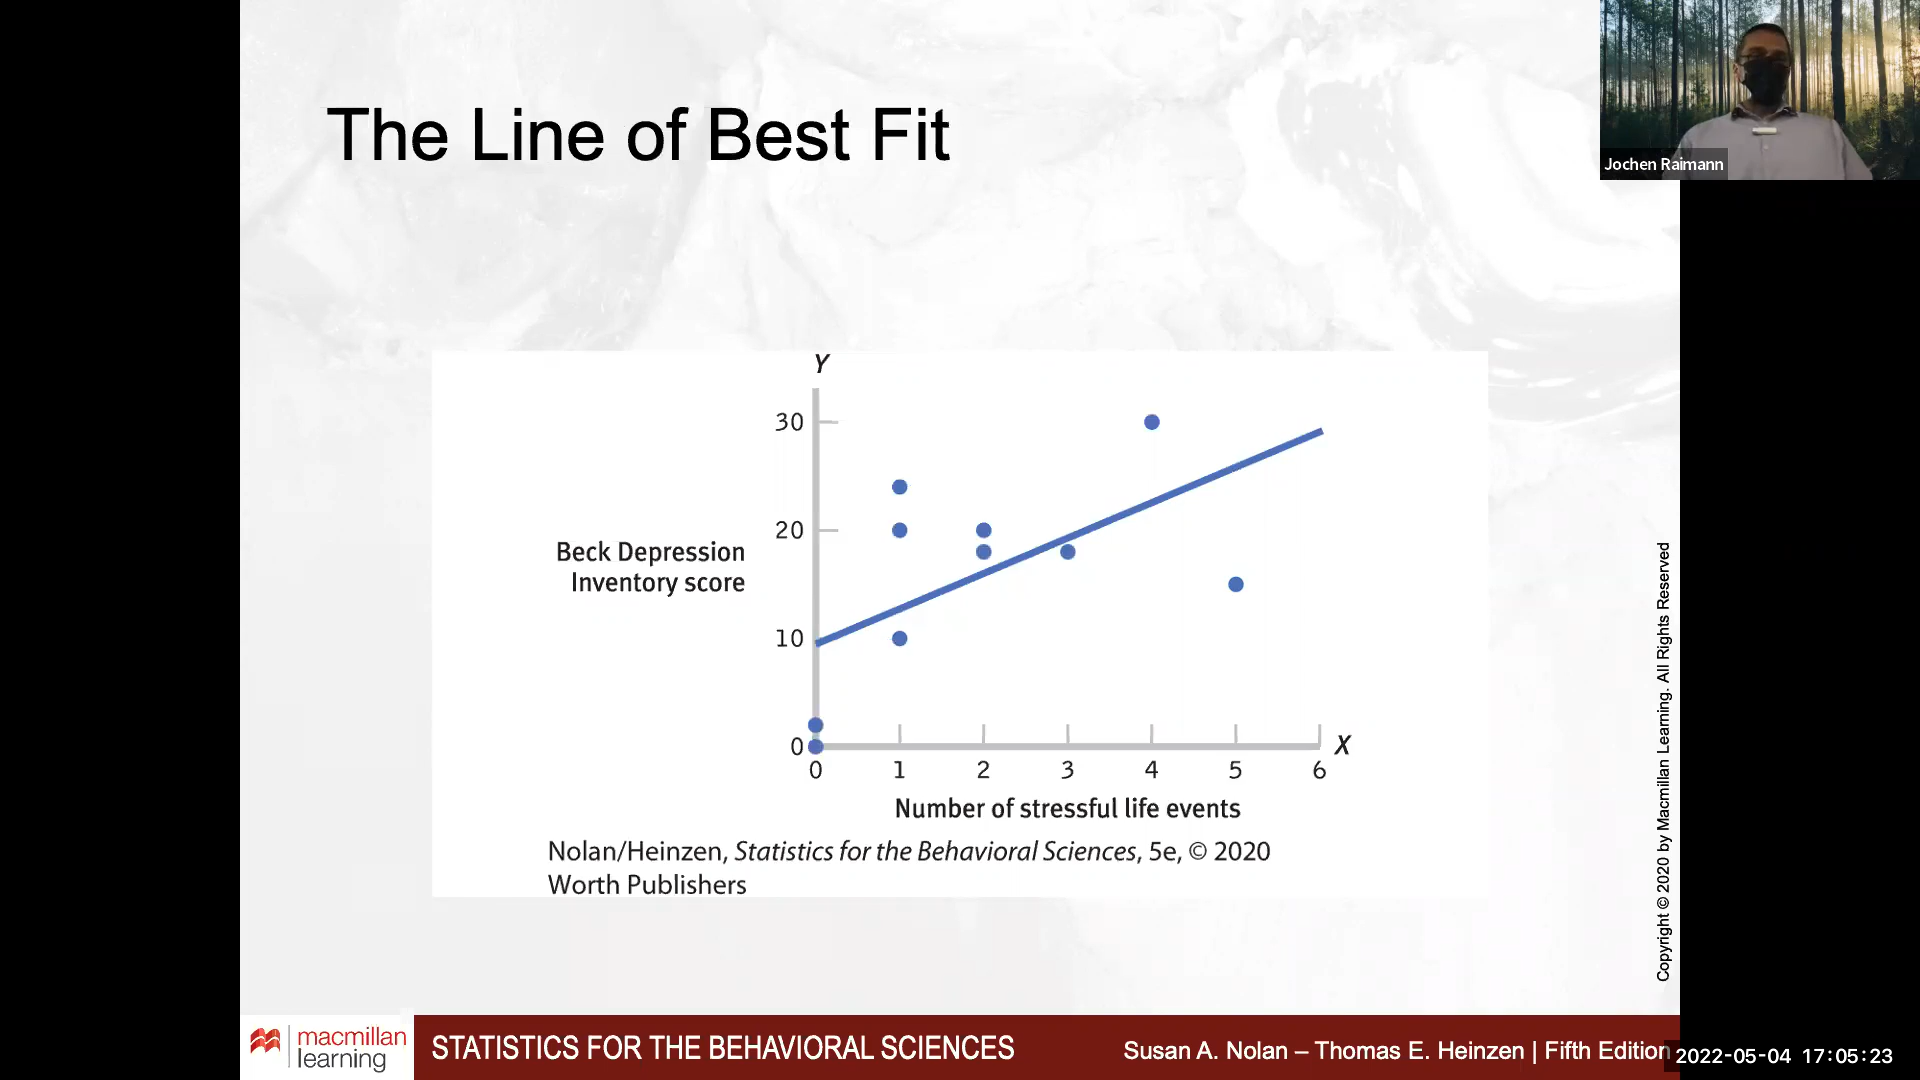 The Line of Best Fit
Jochen Raimann
Y
30
20
10
0
Beck Depression
Inventory score
0 1 2 3 4 5 6
X
Number of stressful life events
Nolan/Heinzen, Statistics for the Behavioral Sciences, 5e, © 2020
Worth Publishers
Copyright © 2020 by Macmillan Learning. All Rights Reserved
macmillan
learning
STATISTICS FOR THE BEHAVIORAL SCIENCES
Susan A. Nolan – Thomas E. Heinzen | Fifth Edition
2022-05-04 17:05:23